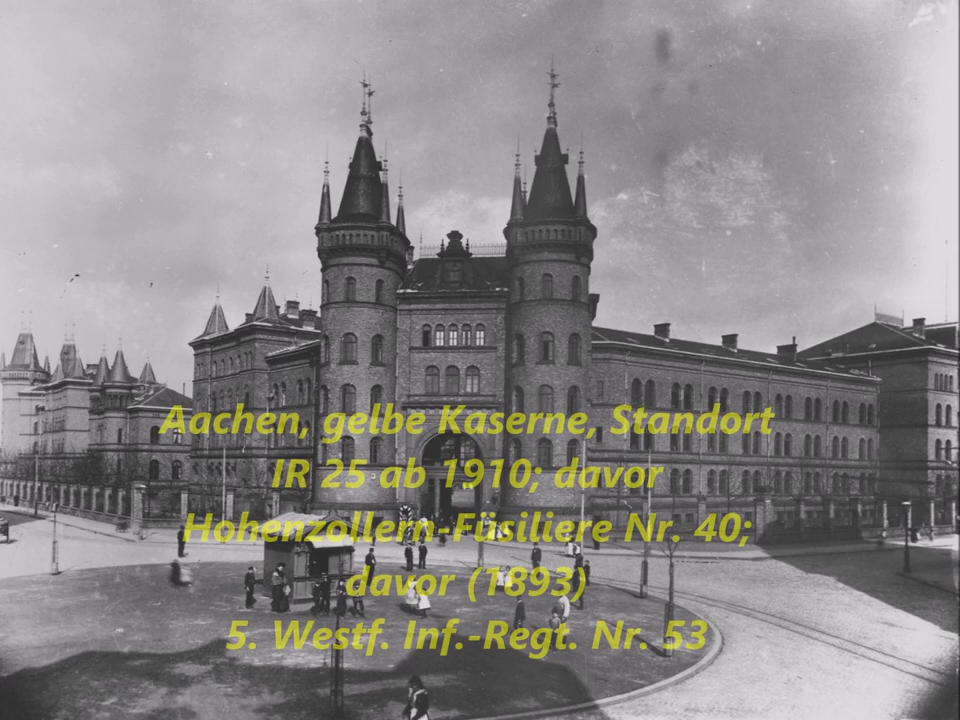 Aachen, gelbe Kaserne, Standort
IR 25 ab 1910; davor
Hohenzollern-Füsiliere Nr. 40;
davor (1893)
5. Westf. Inf.-Regt. Nr. 53